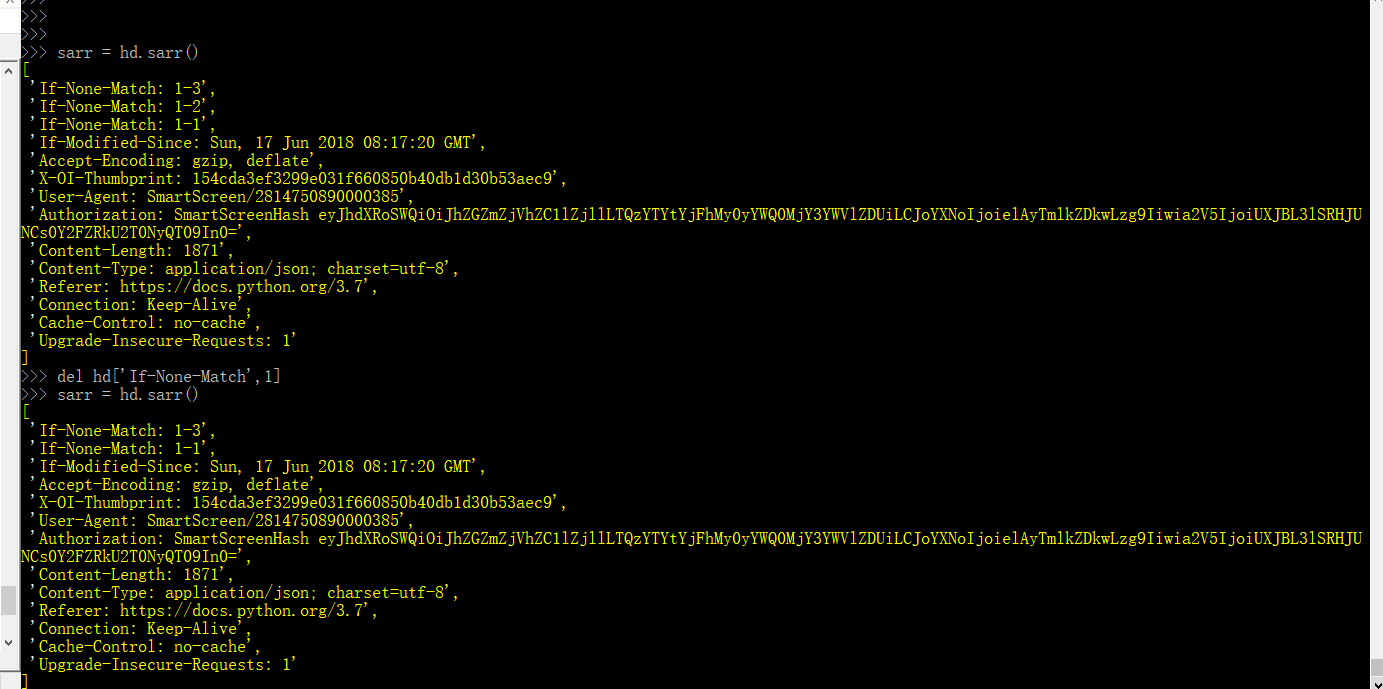 >>>
>>>
>>> sarr = hd.sarr()
[
'If-None-Match: 1-3',
'If-None-Match: 1-2',
'If-None-Match: 1-1',
'If-Modified-Since: Sun, 17 Jun 2018 08:17:20 GMT',
'Accept-Encoding: gzip, deflate',
'X-OI-Thumbprint: 154cda3ef3299e031f660850b40db1d30b53aec9',
'User-Agent: SmartScreen/2814750890000385',
'Authorization: SmartScreenHash eyJhdXRoSWQiOiJhZGZmZjVhZC1lZjllLTQzYTYtYjFhMy0yYWQ0MjY3YWVlZDUiLCJoYXNoIjoielAyTmlkZDkwLzg9Iiwia2V5IjoiUXJBL3lSRHJU
NCs0Y2FZRkU2T0NyQT09In0=',
'Content-Length: 1871',
'Content-Type: application/json; charset=utf-8',
'Referer: https://docs.python.org/3.7',
'Connection: Keep-Alive',
'Cache-Control: no-cache',
'Upgrade-Insecure-Requests: 1'
]
>>> del hd['If-None-Match',1]
>>> sarr = hd.sarr()
[
'If-None-Match: 1-3',
'If-None-Match: 1-1',
'If-Modified-Since: Sun, 17 Jun 2018 08:17:20 GMT',
'Accept-Encoding: gzip, deflate',
'X-OI-Thumbprint: 154cda3ef3299e031f660850b40db1d30b53aec9',
'User-Agent: SmartScreen/2814750890000385',
'Authorization: SmartScreenHash eyJhdXRoSWQiOiJhZGZmZjVhZC1lZjllLTQzYTYtYjFhMy0yYWQ0MjY3YWVlZDUiLCJoYXNoIjoielAyTmlkZDkwLzg9Iiwia2V5IjoiUXJBL3lSRHJU
NCs0Y2FZRkU2T0NyQT09In0=',
'Content-Length: 1871',
'Content-Type: application/json; charset=utf-8',
'Referer: https://docs.python.org/3.7',
'Connection: Keep-Alive',
'Cache-Control: no-cache',
'Upgrade-Insecure-Requests: 1'
]